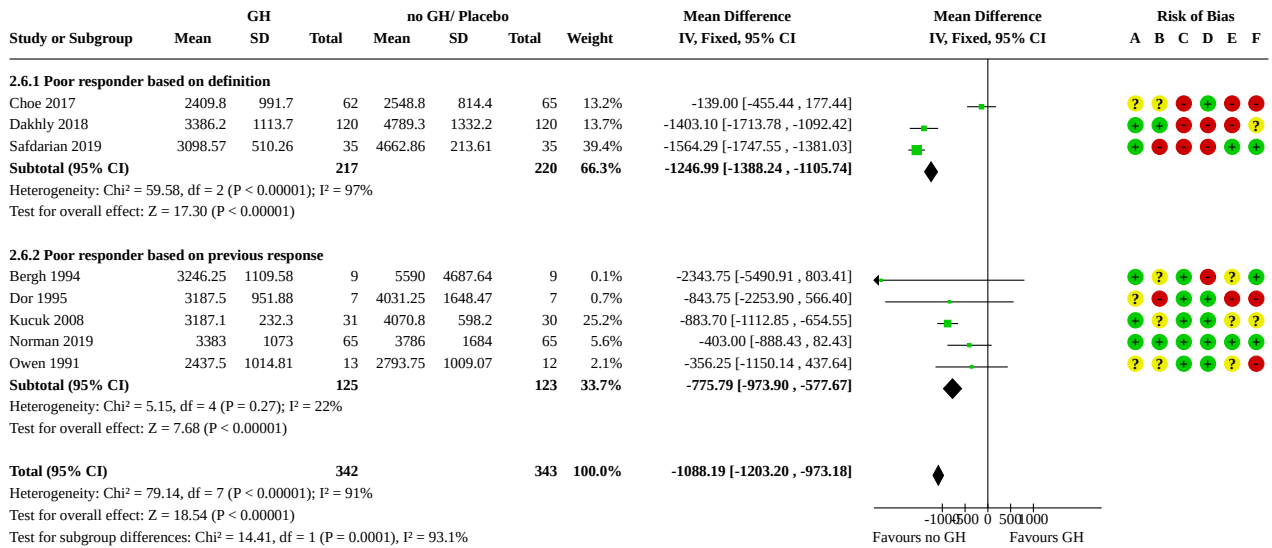 GH no GH/ Placebo Mean Difference Mean Difference Risk of Bias
Study or Subgroup Mean SD Total Mean SD Total Weight IV, Fixed, 95% CI IV, Fixed, 95% CI A B C D E F
2.6.1 Poor responder based on definition
Choe 2017 2409.8 991.7 62 2548.8 814.4 65 13.2% -139.00 [-455.44 , 177.44] ? ? - + - -
Dakhly 2018 3386.2 1113.7 120 4789.3 1332.2 120 13.7% -1403.10 [-1713.78 , -1092.42] + + - - - ?
Safdarian 2019 3098.57 510.26 35 4662.86 213.61 35 39.4% -1564.29 [-1747.55 , -1381.03] + - - - + +
Subtotal (95% CI) 217 220 66.3% -1246.99 [-1388.24 , -1105.74]
Heterogeneity: Chi² = 59.58, df = 2 (P < 0.00001); I² = 97%
Test for overall effect: Z = 17.30 (P < 0.00001)
2.6.2 Poor responder based on previous response
Bergh 1994 3246.25 1109.58 9 5590 4687.64 9 0.1% -2343.75 [-5490.91 , 803.41] + ? + - ? +
Dor 1995 3187.5 951.88 7 4031.25 1648.47 7 0.7% -843.75 [-2253.90 , 566.40] ? - + + - -
Kucuk 2008 3187.1 232.3 31 4070.8 598.2 30 25.2% -883.70 [-1112.85 , -654.55] + ? + + ? ?
Norman 2019 3383 1073 65 3786 1684 65 5.6% -403.00 [-888.43 , 82.43] + + + + + +
Owen 1991 2437.5 1014.81 13 2793.75 1009.07 12 2.1% -356.25 [-1150.14 , 437.64] ? ? + + ? -
Subtotal (95% CI) 125 123 33.7% -775.79 [-973.90 , -577.67]
Heterogeneity: Chi² = 5.15, df = 4 (P = 0.27); I² = 22%
Test for overall effect: Z = 7.68 (P < 0.00001)
Total (95% CI) 342 343 100.0% -1088.19 [-1203.20 , -973.18]
Heterogeneity: Chi² = 79.14, df = 7 (P < 0.00001); I² = 91%
Test for overall effect: Z = 18.54 (P < 0.00001)
Test for subgroup differences: Chi² = 14.41, df = 1 (P = 0.0001), I² = 93.1%
-1000 -500 0 500 1000
Favours no GH Favours GH